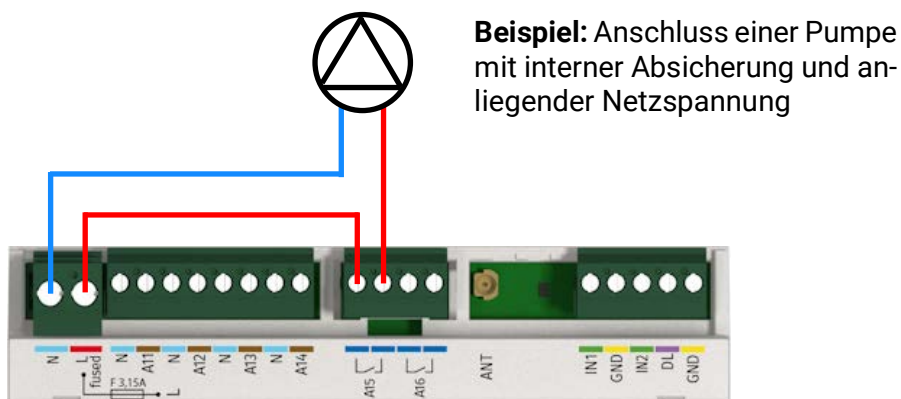 Beispiel: Anschluss einer Pumpe
mit interner Absicherung und an-
liegender Netzspannung
N L fused N A11 N A12 N A13 N A14 A15 A16 ANT IN1 GND IN2 DL GND
F 3,15A L